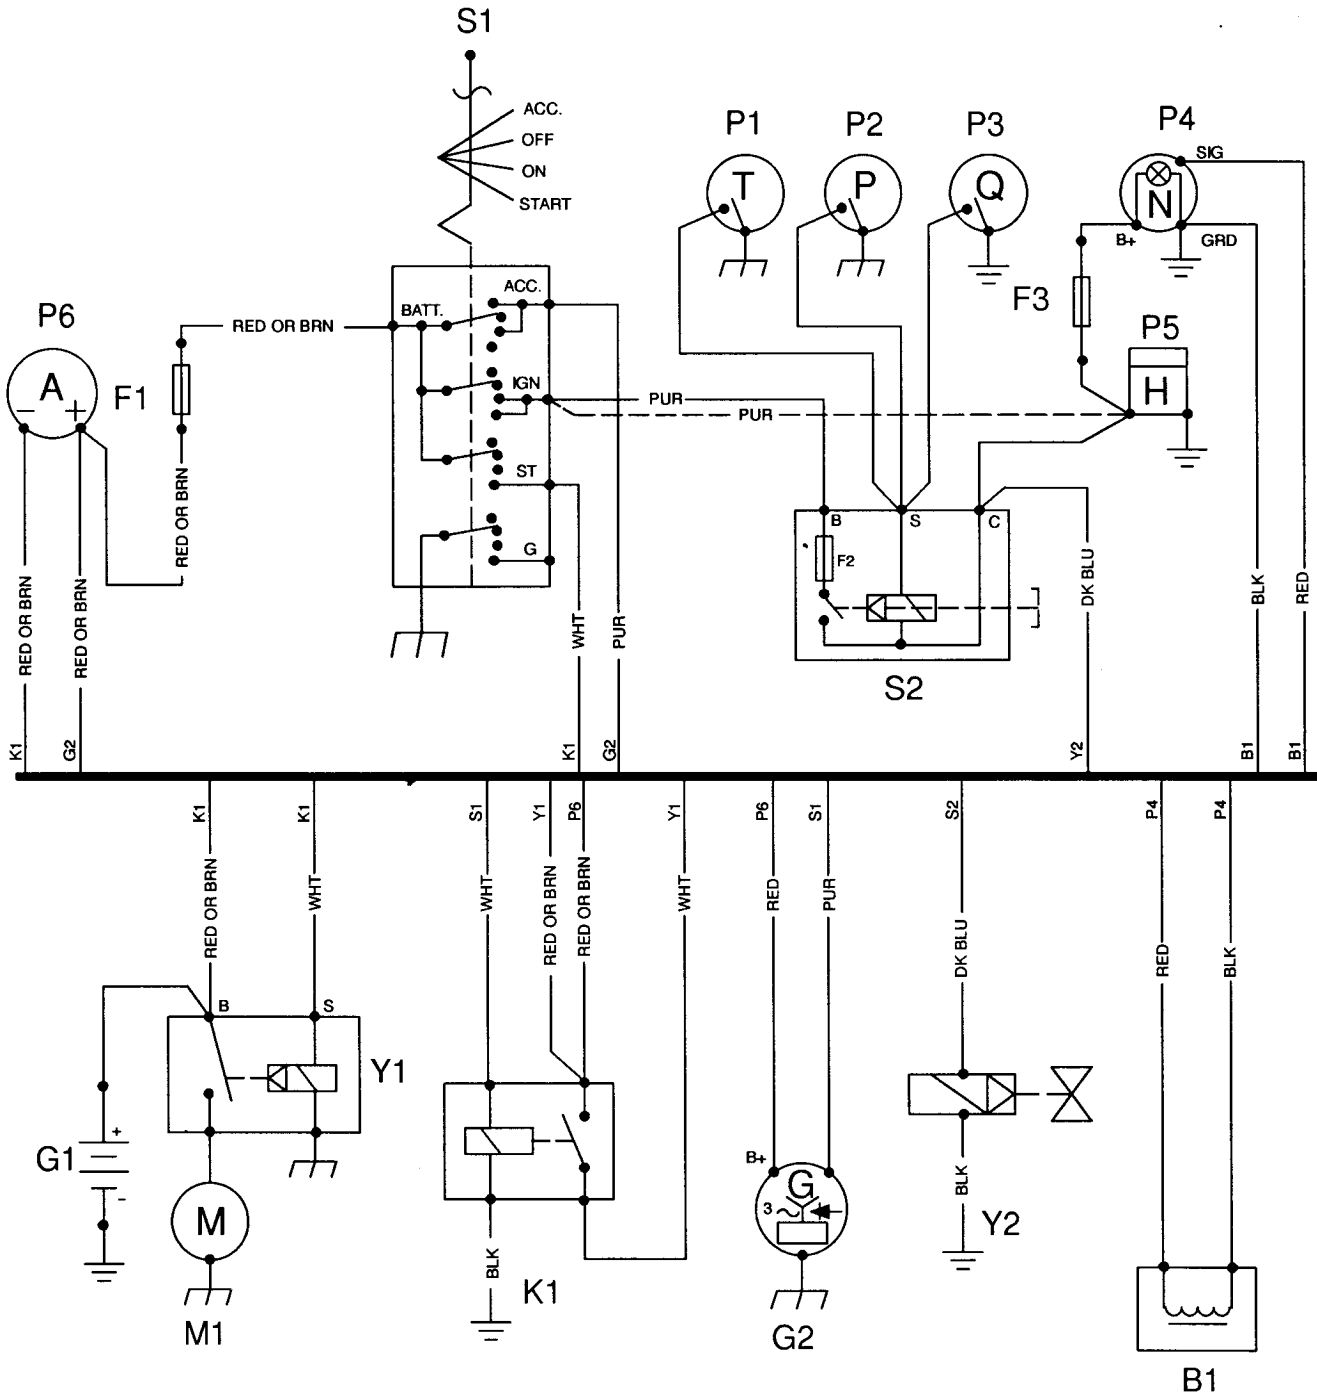 S1
ACC.
OFF
ON
START
P1
P2
P3
P4
T
P
Q
N
SIG
B+
GRD
F3
P5
H
P6
A
− +
F1
RED OR BRN
RED OR BRN
BATT.
ACC.
IGN
ST
G
PUR
PUR
B
S
C
F2
S2
RED OR BRN
RED OR BRN
WHT
PUR
DK BLU
BLK
RED
K1
G2
K1
G2
Y2
B1
B1
K1
K1
S1
Y1
P6
Y1
P6
S1
S2
P4
P4
RED OR BRN
WHT
WHT
RED OR BRN
RED OR BRN
WHT
RED
PUR
DK BLU
RED
BLK
B
S
Y1
G1
+
-
M
M1
BLK
K1
B+
G
3
G2
BLK
Y2
B1